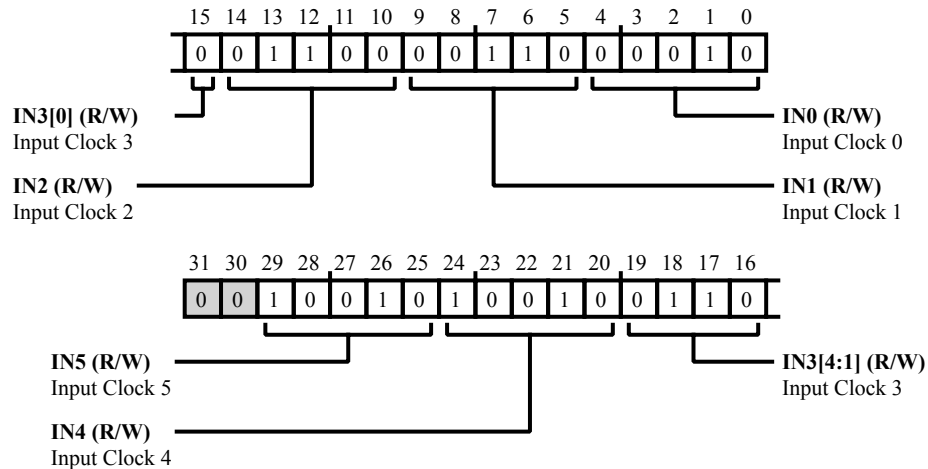 15 14 13 12 11 10 9 8 7 6 5 4 3 2 1 0
0 0 1 1 0 0 0 0 1 1 0 0 0 0 1 0
IN3[0] (R/W)
Input Clock 3
IN0 (R/W)
Input Clock 0
IN2 (R/W)
Input Clock 2
IN1 (R/W)
Input Clock 1
31 30 29 28 27 26 25 24 23 22 21 20 19 18 17 16
0 0 1 0 0 1 0 1 0 0 1 0 0 1 1 0
IN5 (R/W)
Input Clock 5
IN3[4:1] (R/W)
Input Clock 3
IN4 (R/W)
Input Clock 4